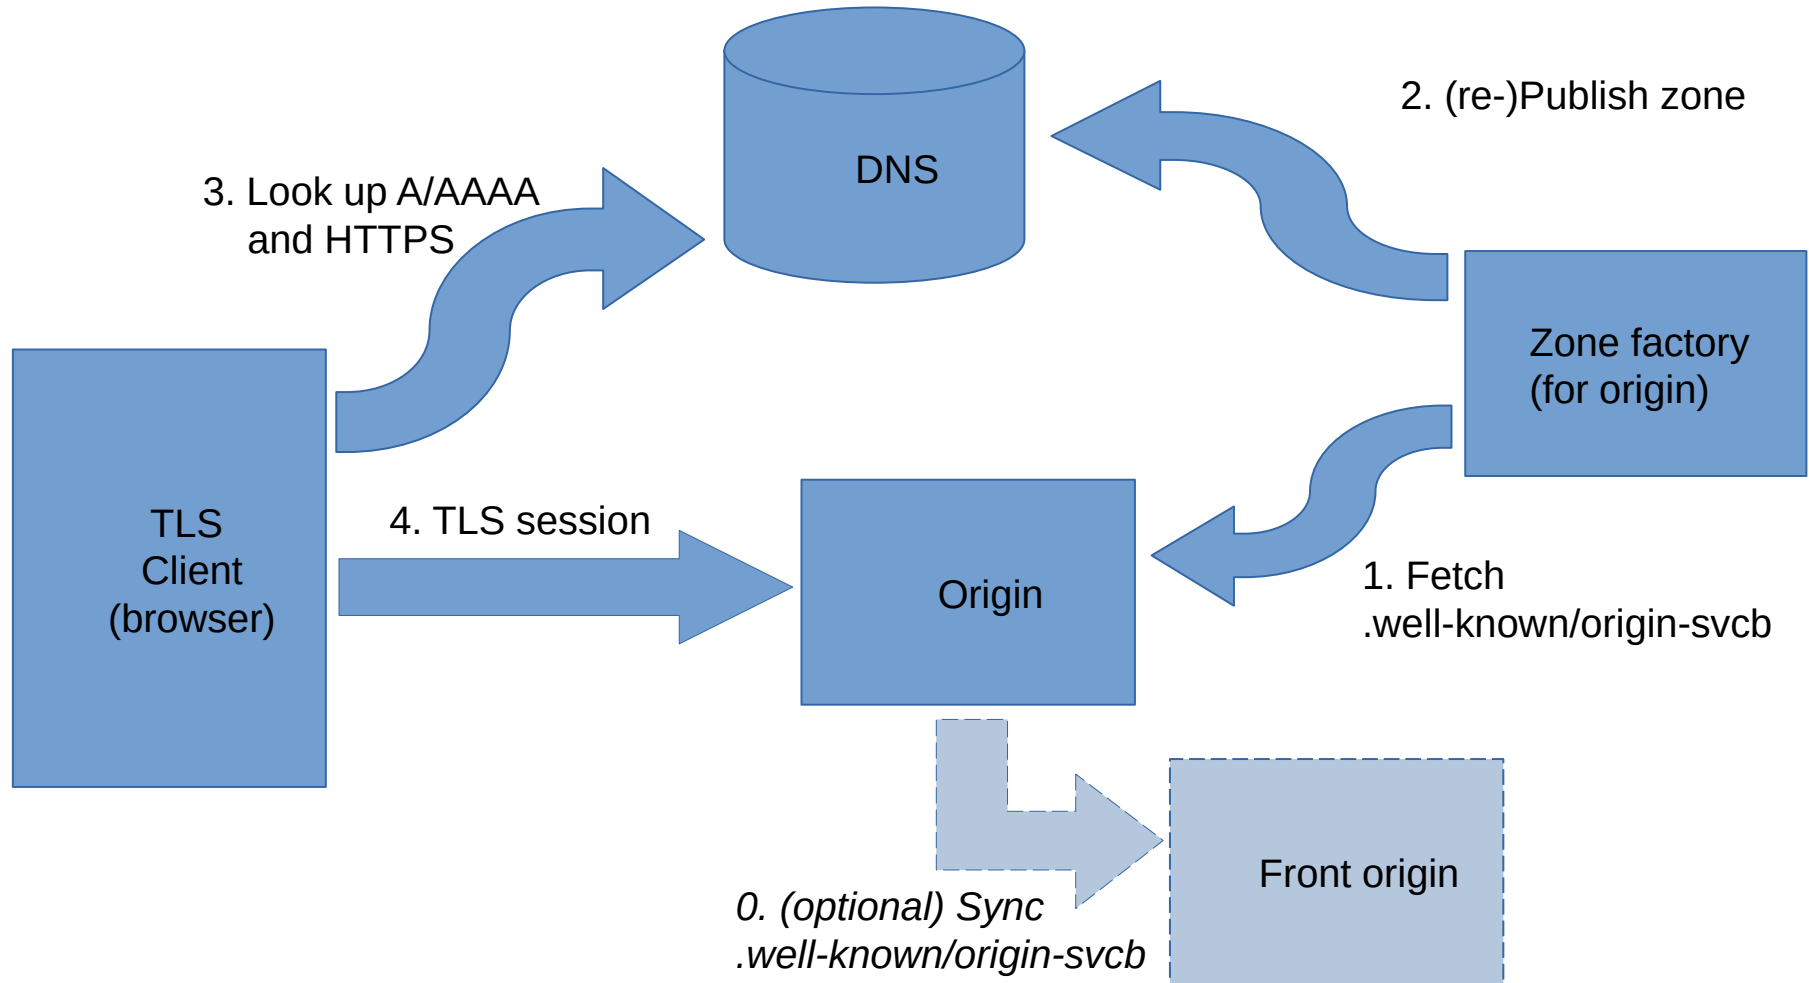 2. (re-)Publish zone
DNS
3. Look up A/AAAA
and HTTPS
Zone factory
(for origin)
TLS
Client
(browser)
4. TLS session
Origin
1. Fetch
.well-known/origin-svcb
Front origin
0. (optional) Sync
.well-known/origin-svcb